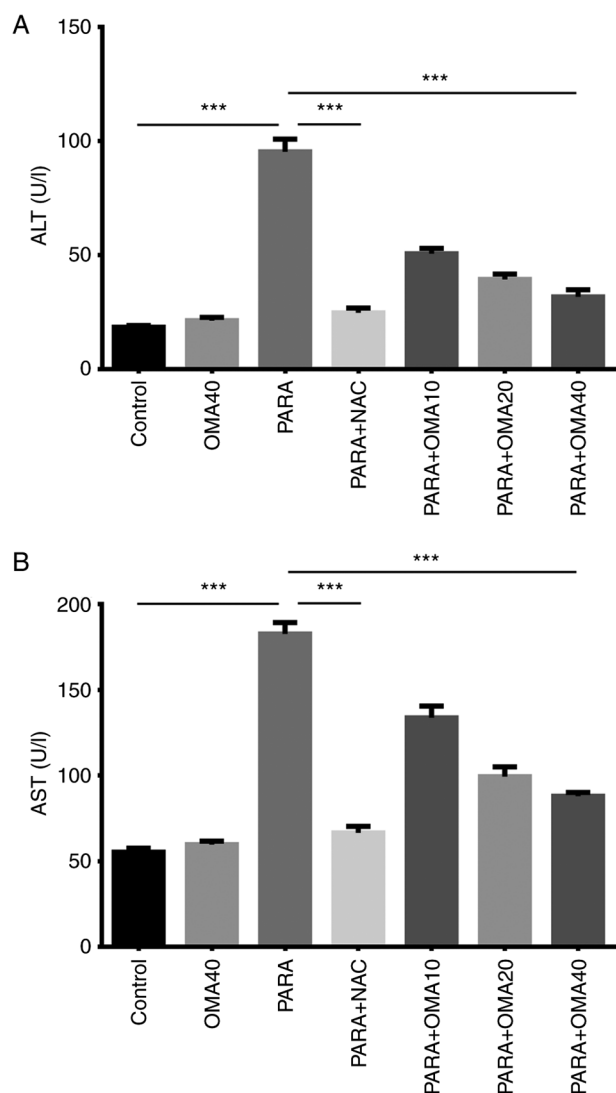 A
150
***
***
***
100
ALT (U/l)
50
0
Control
OMA40
PARA
PARA+NAC
PARA+OMA10
PARA+OMA20
PARA+OMA40
B
***
***
***
200
150
AST (U/l)
100
50
0
Control
OMA40
PARA
PARA+NAC
PARA+OMA10
PARA+OMA20
PARA+OMA40